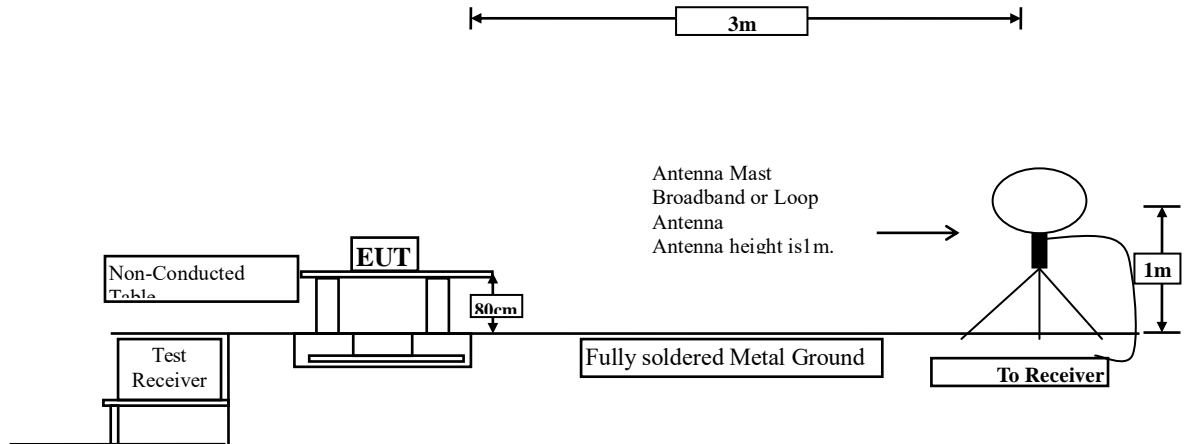 3m
Antenna Mast
Broadband or Loop
Antenna
Antenna height is1m.
EUT
Non-Conducted
Table
80cm
1m
Test
Receiver
Fully soldered Metal Ground
To Receiver